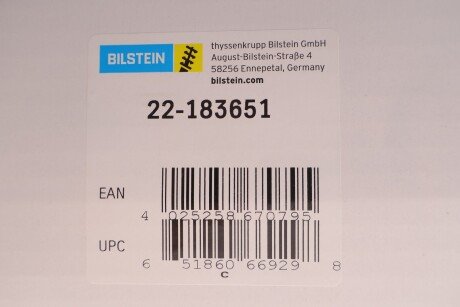 BILSTEIN
thyssenkrupp Bilstein GmbH
August-Bilstein-Straße 4
58256 Ennepetal, Germany
bilstein.com
22-183651
EAN
4 025258 670795
UPC
6 51860 66929 8
C